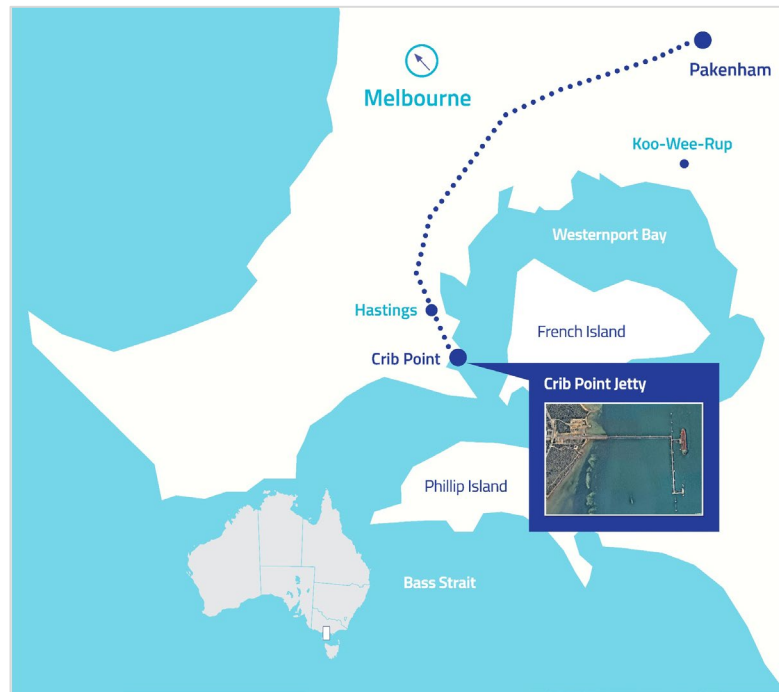 Pakenham
Melbourne
Koo-Wee-Rup
Westernport Bay
Hastings
French Island
Crib Point
Crib Point Jetty
Phillip Island
Bass Strait